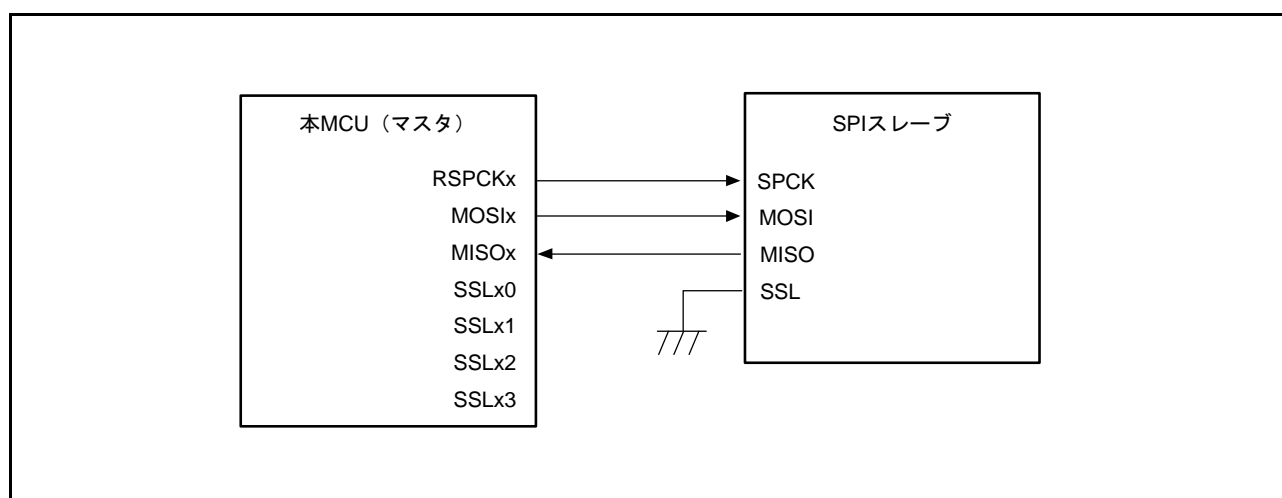 本MCU（マスタ）
RSPCKx
MOSIx
MISOx
SSLx0
SSLx1
SSLx2
SSLx3
SPIスレーブ
SPCK
MOSI
MISO
SSL